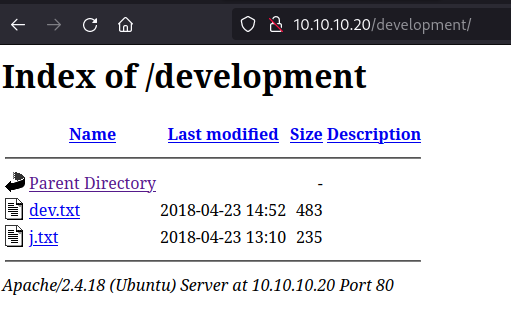 10.10.10.20/development/
Index of /development
Name Last modified Size Description
Parent Directory -
dev.txt 2018-04-23 14:52 483
j.txt 2018-04-23 13:10 235
Apache/2.4.18 (Ubuntu) Server at 10.10.10.20 Port 80